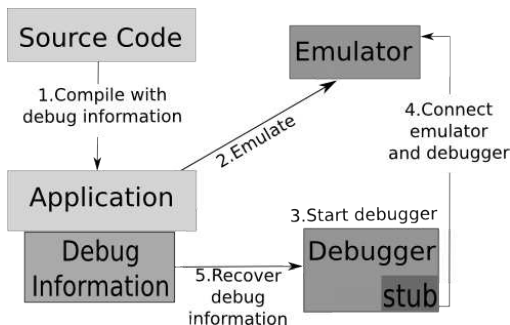 Source Code
Emulator
1.Compile with
debug information
2.Emulate
4.Connect
emulator
and debugger
Application
3.Start debugger
Debug
Information
5.Recover
debug
information
Debugger
stub